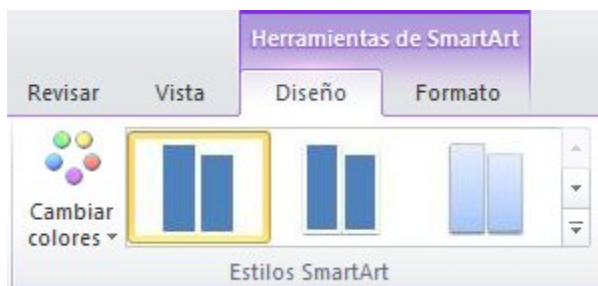 Herramientas de SmartArt
Revisar Vista Diseño Formato
Cambiar
colores
Estilos SmartArt